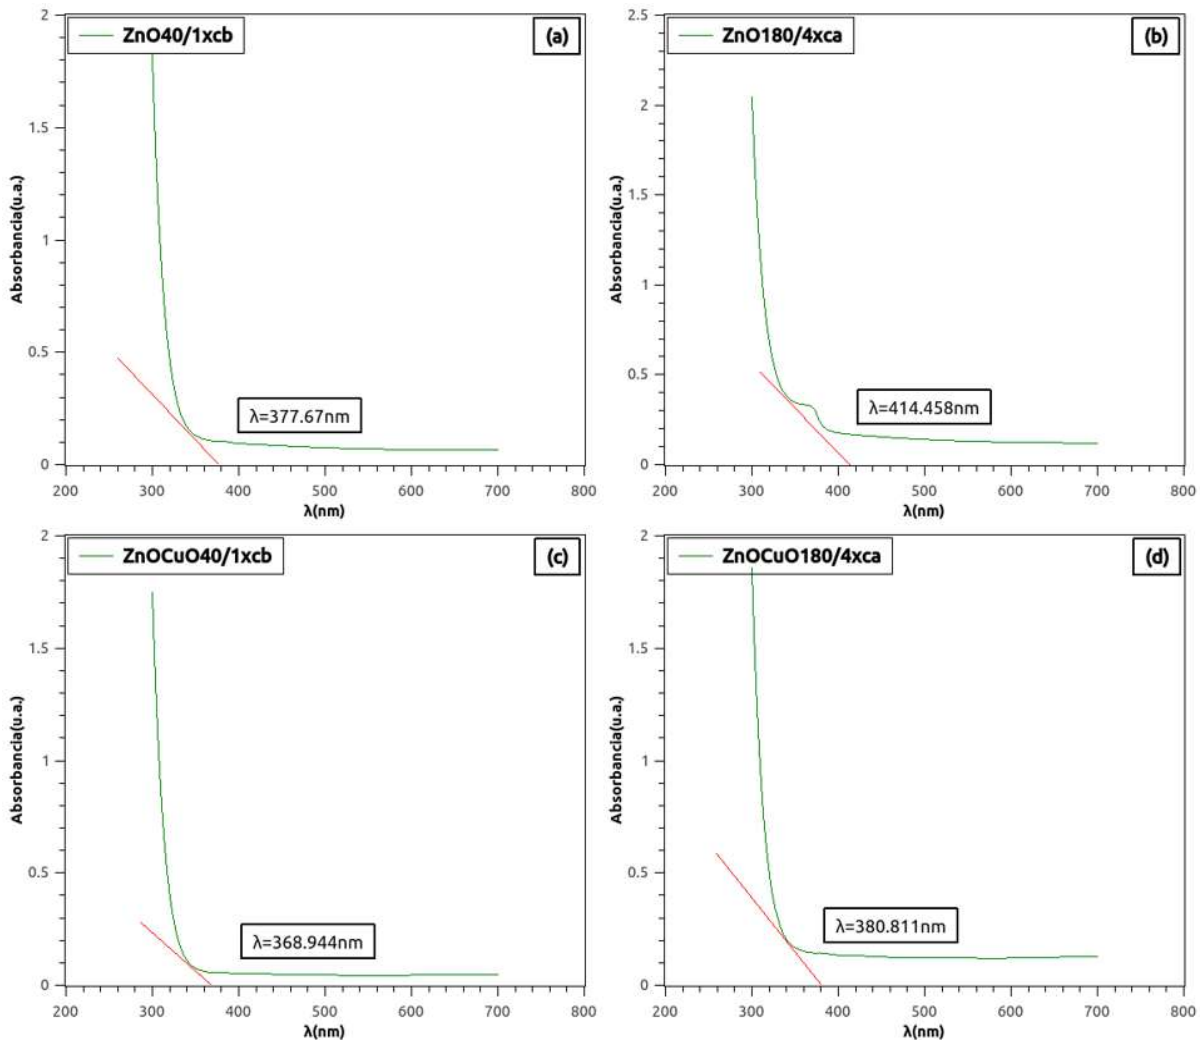 ZnO40/1xcb
(a)
2
1.5
1
0.5
0
Absorbancia(u.a.)
λ=377.67nm
200 300 400 500 600 700 800
λ(nm)
ZnO180/4xca
(b)
2.5
2
1.5
1
0.5
0
Absorbancia(u.a.)
λ=414.458nm
200 300 400 500 600 700 800
λ(nm)
ZnOCuO40/1xcb
(c)
2
1.5
1
0.5
0
Absorbancia(u.a.)
λ=368.944nm
200 300 400 500 600 700 800
λ(nm)
ZnOCuO180/4xca
(d)
2
1.5
1
0.5
0
Absorbancia(u.a.)
λ=380.811nm
200 300 400 500 600 700 800
λ(nm)